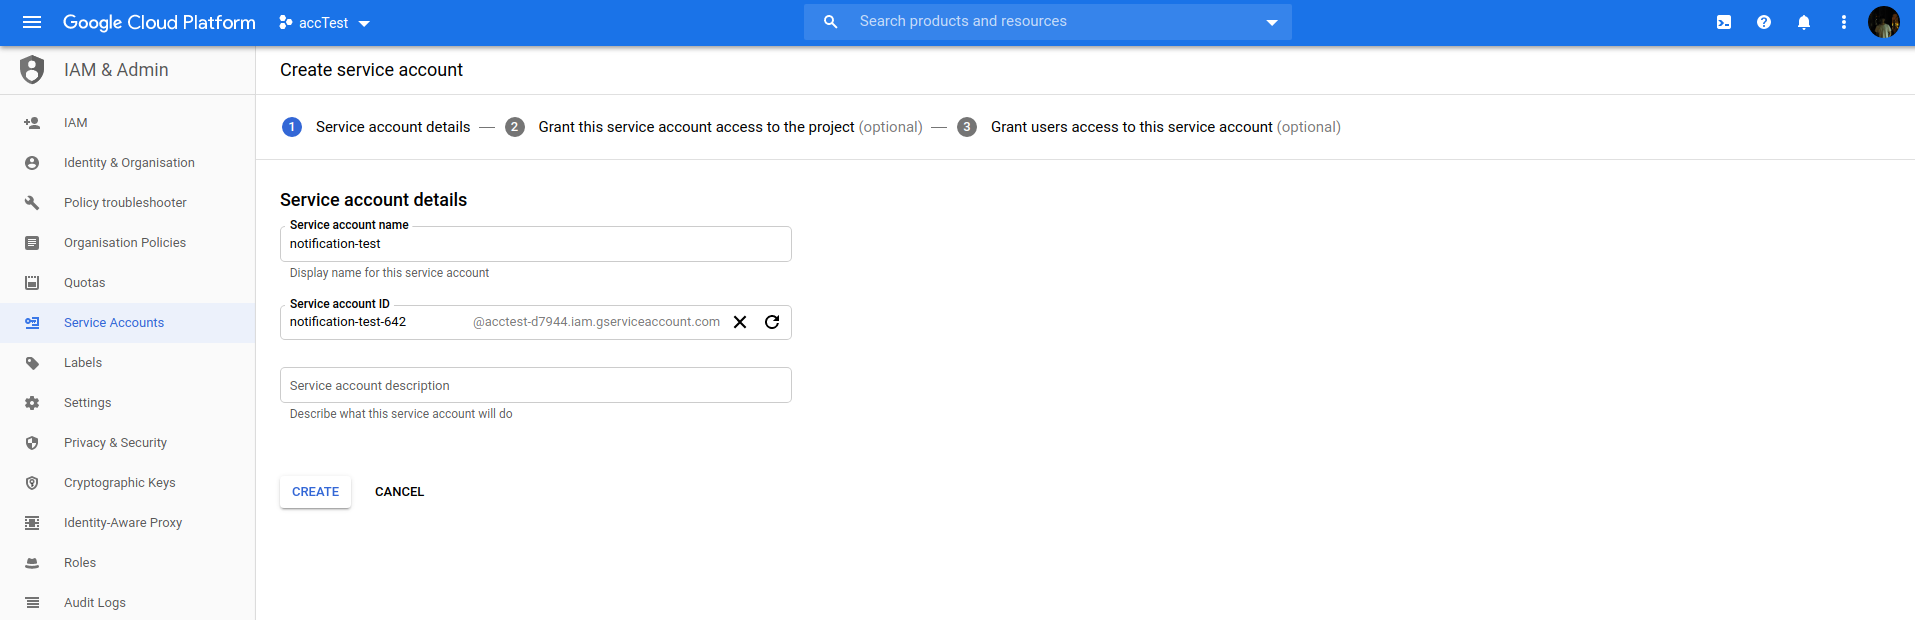 Google Cloud Platform
accTest
Search products and resources
IAM & Admin
Create service account
IAM
Identity & Organisation
Policy troubleshooter
Organisation Policies
Quotas
Service Accounts
Labels
Settings
Privacy & Security
Cryptographic Keys
Identity-Aware Proxy
Roles
Audit Logs
1 Service account details — 2 Grant this service account access to the project (optional) — 3 Grant users access to this service account (optional)
Service account details
Service account name
notification-test
Display name for this service account
Service account ID
notification-test-642 @acctest-d7944.iam.gserviceaccount.com
Service account description
Describe what this service account will do
CREATE CANCEL